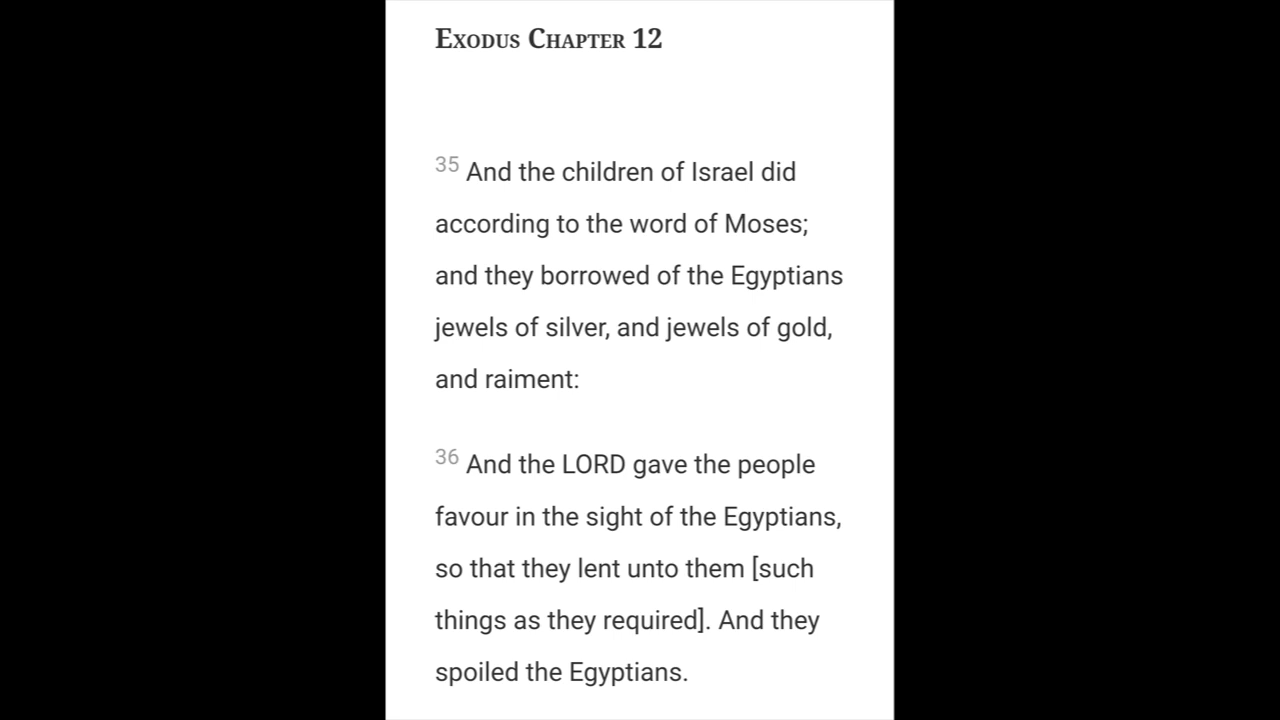 Exodus Chapter 12
35 And the children of Israel did
according to the word of Moses;
and they borrowed of the Egyptians
jewels of silver, and jewels of gold,
and raiment:
36 And the LORD gave the people
favour in the sight of the Egyptians,
so that they lent unto them [such
things as they required]. And they
spoiled the Egyptians.